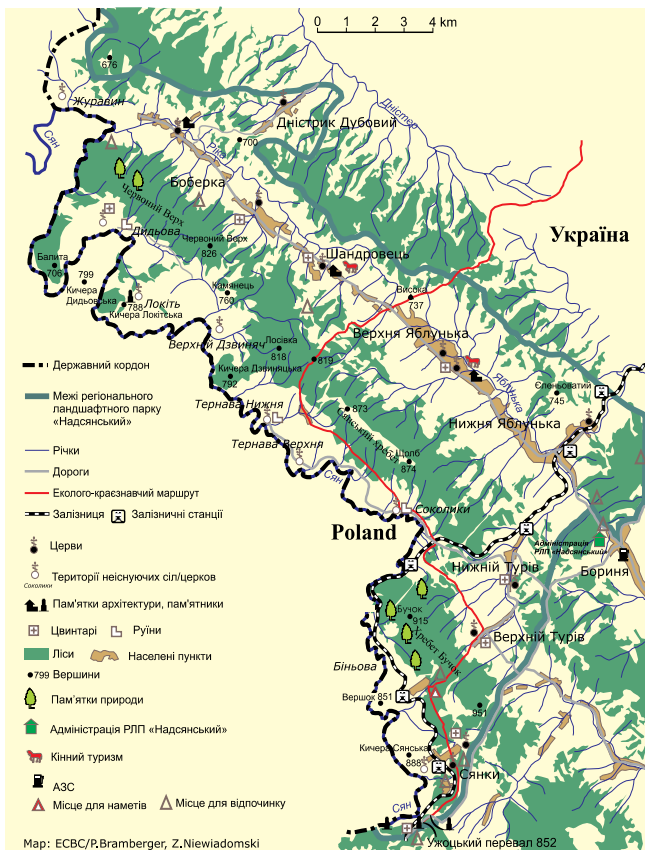 0 1 2 3 4 km
676
Журавин
Сян
Дністер
Дністрик Дубовий
700
Ріка
Боберка
Червоний Верх
Дидьова
Червоний Верх
826
Шандровець
Україна
Балита
706
799
Кичера
Дидьовська
788
Локіть
Кичера Локітська
Камянець
760
Висока
737
Верхній Дзвиняч
Верхня Яблунька
Лосівка
818
819
Кичера Дзвиняцька
792
Яблунька
Єпеньоватий
745
Тернава Нижня
873
Сянський хребет
Нижня Яблунька
Тернава Верхня
Щолб
874
Сян
Соколики
Poland
Адміністрація
РЛП «Надсянський»
Нижній Турів
Бориня
Бучок
915
Хребет Бучок
Верхній Турів
Біньова
Вершок 851
951
Кичера Сянська
888
Сянки
Сян
Ужоцький перевал 852
Державний кордон
Межі регіонального
ландшафтного парку
«Надсянський»
Річки
Дороги
Еколого-краєзнавчий маршрут
Залізниця Залізничні станції
Церви
Території неіснуючих сіл/церков
Соколики
Пам'ятки архітектури, пам'ятники
Цвинтарі Руїни
Ліси Населені пункти
799 Вершини
Пам'ятки природи
Адміністрація РЛП «Надсянський»
Кінний туризм
АЗС
Місце для наметів Місце для відпочинку
Map: ECBC/P.Bramberger, Z.Niewiadomski